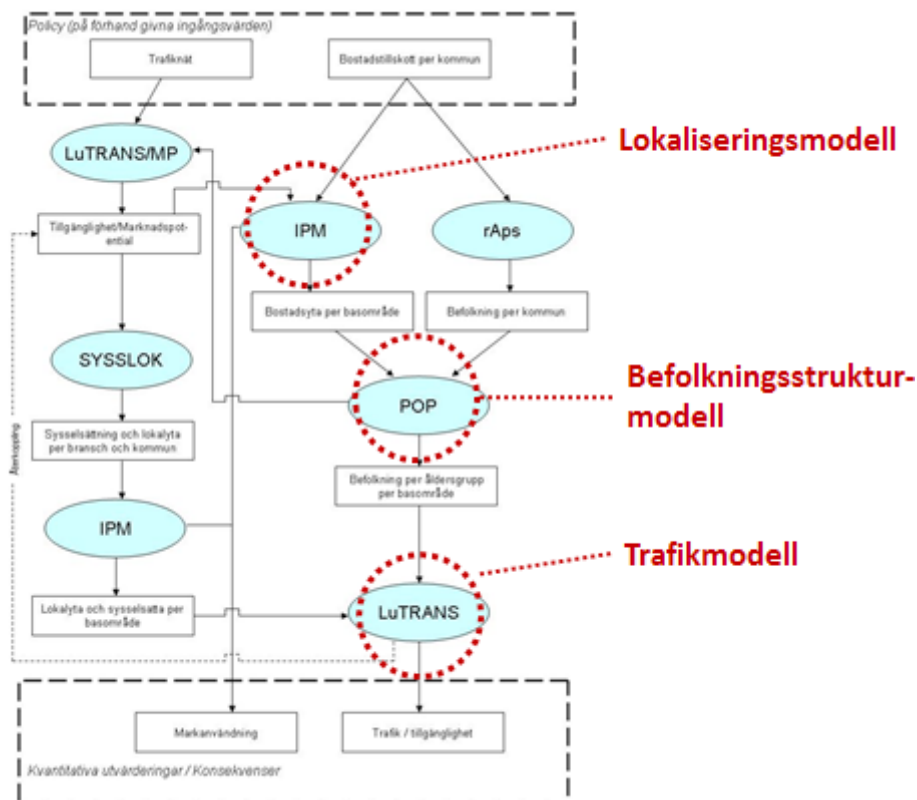 Policy (på förhand givna ingångsvärden)
Trafiknät
Bostadstillskott per kommun
LuTRANS/MP
Lokaliseringsmodell
Tillgänglighet/Marknadspot-
ential
IPM
rAps
Bostadsyta per basområde
Befolkning per kommun
SYSSLOK
Befolkningsstruktur-
modell
POP
Återkoppling
Sysselsättning och lokalyta
per bransch och kommun
Befolkning per åldersgrupp
per basområde
IPM
Trafikmodell
Lokalyta och sysselsatta per
basområde
LuTRANS
Markanvändning
Trafik / tillgänglighet
Kvantitativa utvärderingar / Konsekvenser